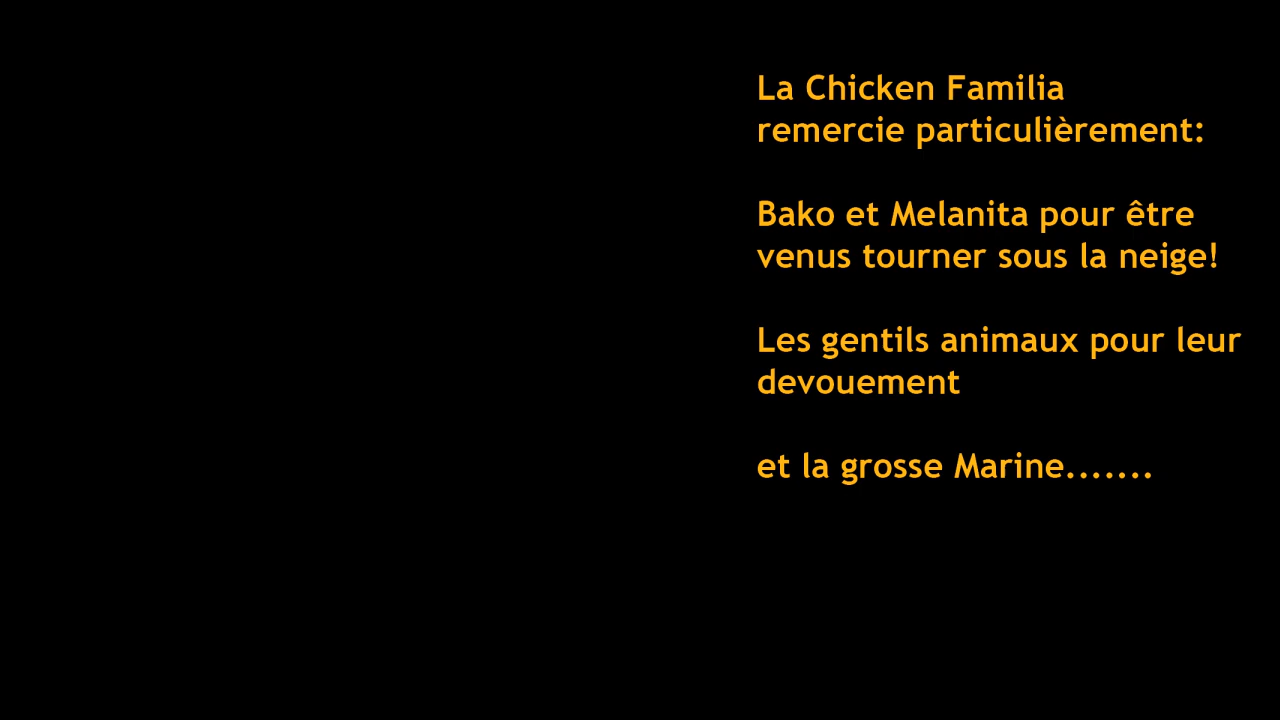 La Chicken Familia
remercie particulièrement:
Bako et Melanita pour être
venus tourner sous la neige!
Les gentils animaux pour leur
devouement
et la grosse Marine.......